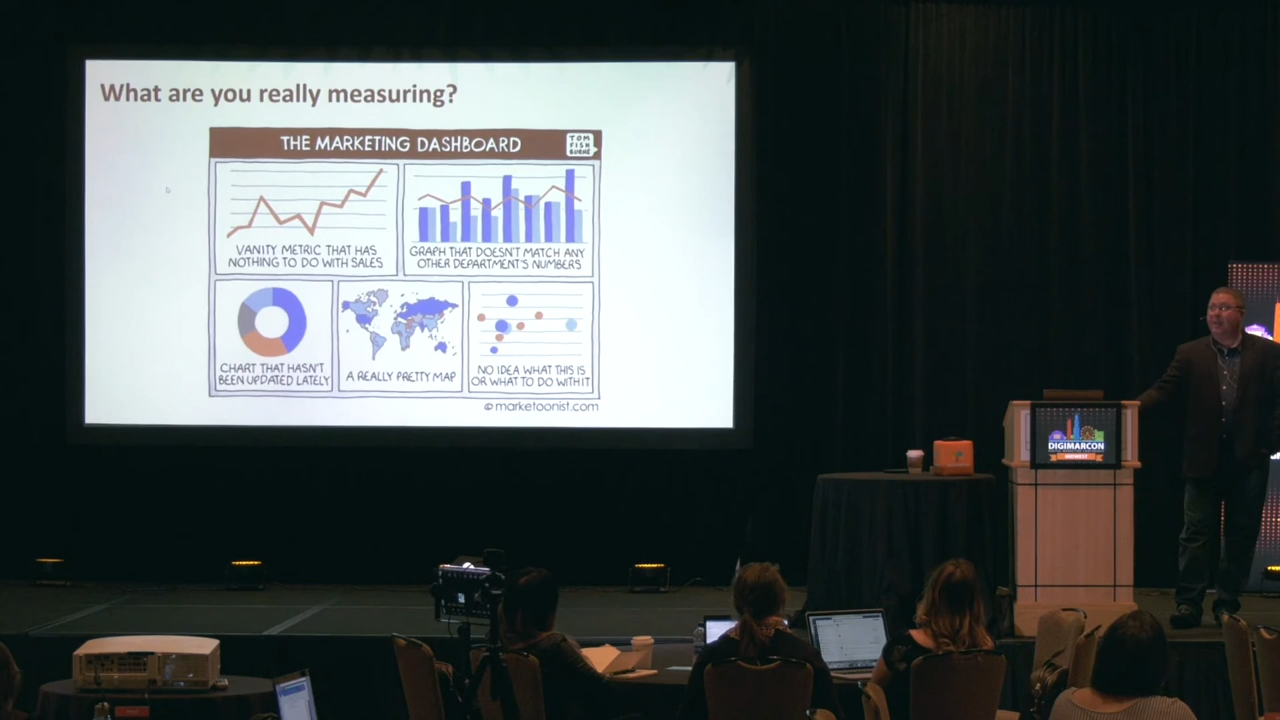 What are you really measuring?
THE MARKETING DASHBOARD
TOM
FISH
BURNE
VANITY METRIC THAT HAS
NOTHING TO DO WITH SALES
GRAPH THAT DOESN'T MATCH ANY
OTHER DEPARTMENT'S NUMBERS
CHART THAT HASN'T
BEEN UPDATED LATELY
A REALLY PRETTY MAP
NO IDEA WHAT THIS IS
OR WHAT TO DO WITH IT
© marketoonist.com
DIGIMARCON
MIDWEST